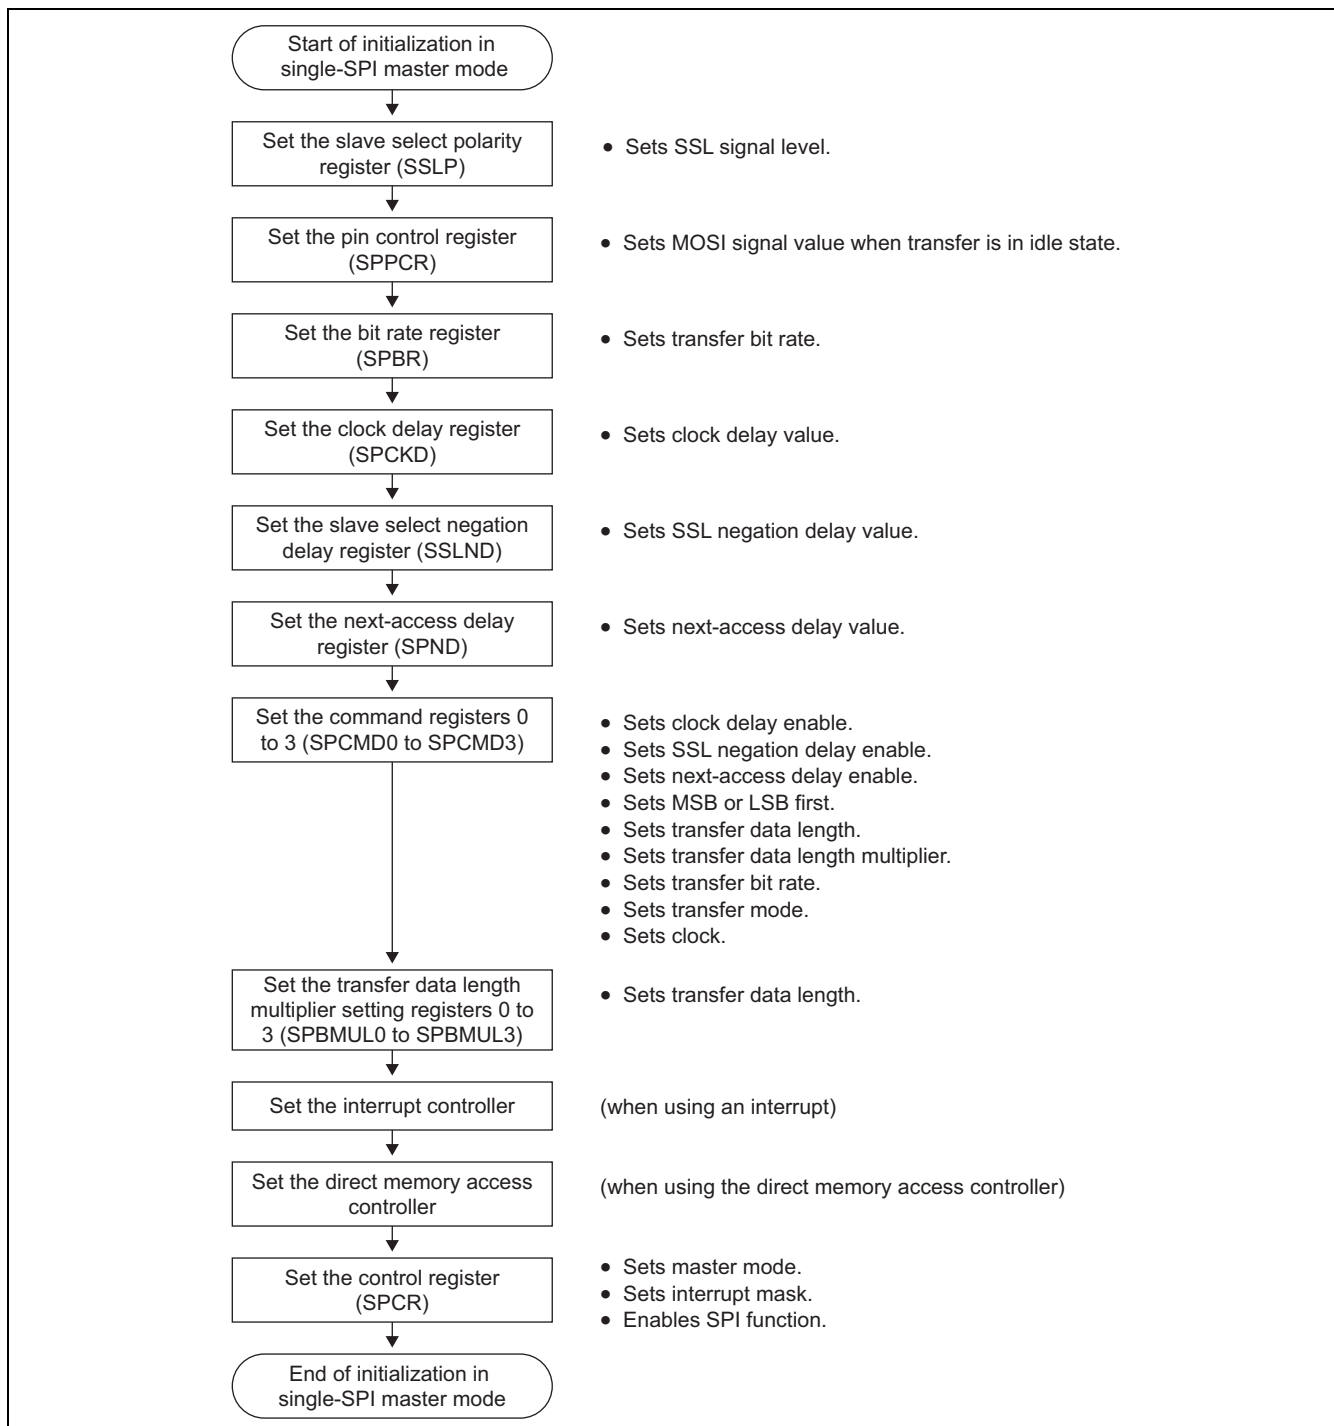 Start of initialization in
single-SPI master mode
Set the slave select polarity
register (SSLP)
• Sets SSL signal level.
Set the pin control register
(SPPCR)
• Sets MOSI signal value when transfer is in idle state.
Set the bit rate register
(SPBR)
• Sets transfer bit rate.
Set the clock delay register
(SPCKD)
• Sets clock delay value.
Set the slave select negation
delay register (SSLND)
• Sets SSL negation delay value.
Set the next-access delay
register (SPND)
• Sets next-access delay value.
Set the command registers 0
to 3 (SPCMD0 to SPCMD3)
• Sets clock delay enable.
• Sets SSL negation delay enable.
• Sets next-access delay enable.
• Sets MSB or LSB first.
• Sets transfer data length.
• Sets transfer data length multiplier.
• Sets transfer bit rate.
• Sets transfer mode.
• Sets clock.
Set the transfer data length
multiplier setting registers 0 to
3 (SPBMUL0 to SPBMUL3)
• Sets transfer data length.
Set the interrupt controller
(when using an interrupt)
Set the direct memory access
controller
(when using the direct memory access controller)
Set the control register
(SPCR)
• Sets master mode.
• Sets interrupt mask.
• Enables SPI function.
End of initialization in
single-SPI master mode